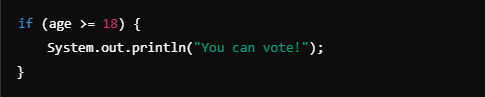 if (age >= 18) {
    System.out.println("You can vote!");
}